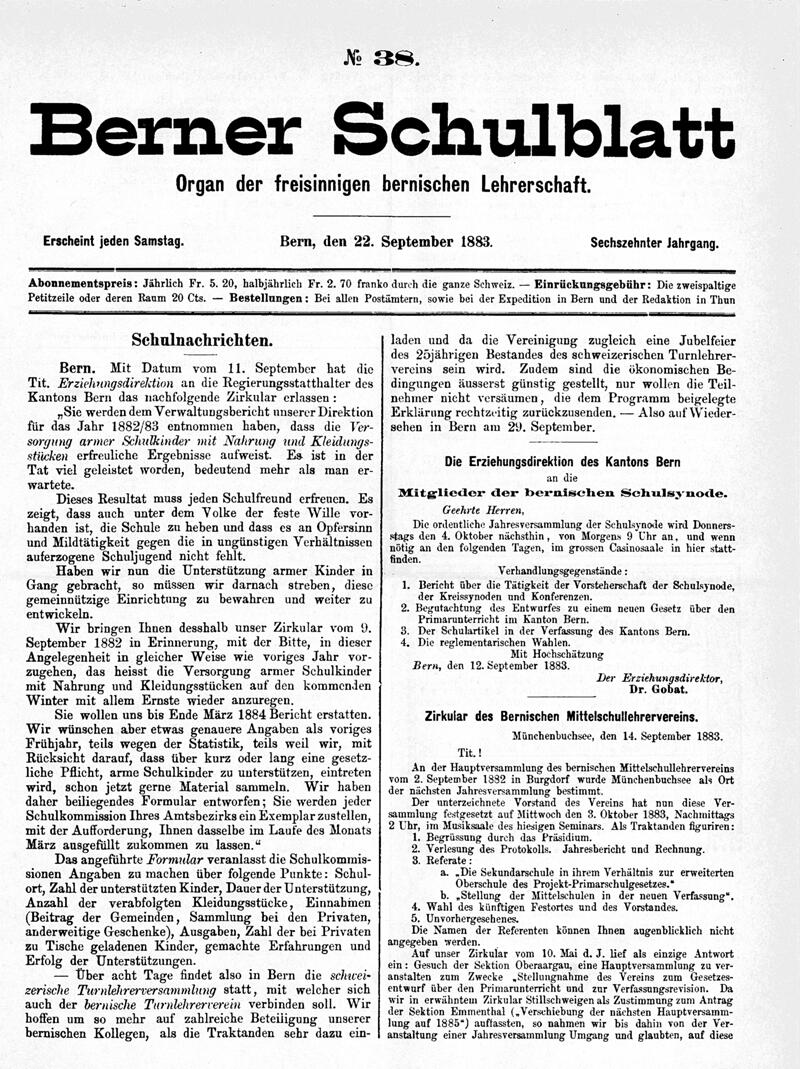 № 38.
Berner Schulblatt
Organ der freisinnigen bernischen Lehrerschaft.
Erscheint jeden Samstag.
Bern, den 22. September 1883.
Sechszehnter Jahrgang.
Abonnementspreis: Jährlich Fr. 5. 20, halbjährlich Fr. 2. 70 franko durch die ganze Schweiz. — Einrückungsgebühr: Die zweispaltige
Petitzeile oder deren Raum 20 Cts. — Bestellungen: Bei allen Postämtern, sowie bei der Expedition in Bern und der Redaktion in Thun
Schulnachrichten.
Bern. Mit Datum vom 11. September hat die
Tit. Erziehungsdirektion an die Regierungsstatthalter des
Kantons Bern das nachfolgende Zirkular erlassen:
„Sie werden dem Verwaltungsbericht unserer Direktion
für das Jahr 1882/83 entnommen haben, dass die Ver-
sorgung armer Schulkinder mit Nahrung und Kleidungs-
stücken erfreuliche Ergebnisse aufweist. Es ist in der
Tat viel geleistet worden, bedeutend mehr als man er-
wartete.
Dieses Resultat muss jeden Schulfreund erfreuen. Es
zeigt, dass auch unter dem Volke der feste Wille vor-
handen ist, die Schule zu heben und dass es an Opfersinn
und Mildtätigkeit gegen die in ungünstigen Verhältnissen
auferzogene Schuljugend nicht fehlt.
Haben wir nun die Unterstützung armer Kinder in
Gang gebracht, so müssen wir darnach streben, diese
gemeinnützige Einrichtung zu bewahren und weiter zu
entwickeln.
Wir bringen Ihnen desshalb unser Zirkular vom 9.
September 1882 in Erinnerung, mit der Bitte, in dieser
Angelegenheit in gleicher Weise wie voriges Jahr vor-
zugehen, das heisst die Versorgung armer Schulkinder
mit Nahrung und Kleidungsstücken auf den kommenden
Winter mit allem Ernste wieder anzuregen.
Sie wollen uns bis Ende März 1884 Bericht erstatten.
Wir wünschen aber etwas genauere Angaben als voriges
Frühjahr, teils wegen der Statistik, teils weil wir, mit
Rücksicht darauf, dass über kurz oder lang eine gesetz-
liche Pflicht, arme Schulkinder zu unterstützen, eintreten
wird, schon jetzt gerne Material sammeln. Wir haben
daher beiliegendes Formular entworfen; Sie werden jeder
Schulkommission Ihres Amtsbezirks ein Exemplar zustellen,
mit der Aufforderung, Ihnen dasselbe im Laufe des Monats
März ausgefüllt zukommen zu lassen.“
Das angeführte Formular veranlasst die Schulkommis-
sionen Angaben zu machen über folgende Punkte: Schul-
ort, Zahl der unterstützten Kinder, Dauer der Unterstützung,
Anzahl der verabfolgten Kleidungsstücke, Einnahmen
(Beitrag der Gemeinden, Sammlung bei den Privaten,
anderweitige Geschenke), Ausgaben, Zahl der bei Privaten
zu Tische geladenen Kinder, gemachte Erfahrungen und
Erfolg der Unterstützungen.
— Über acht Tage findet also in Bern die schwei-
zerische Turnlehrerversammlung statt, mit welcher sich
auch der bernische Turnlehrerverein verbinden soll. Wir
hoffen um so mehr auf zahlreiche Beteiligung unserer
bernischen Kollegen, als die Traktanden sehr dazu ein-
laden und da die Vereinigung zugleich eine Jubelfeier
des 25jährigen Bestandes des schweizerischen Turnlehrer-
vereins sein wird. Zudem sind die ökonomischen Be-
dingungen äusserst günstig gestellt, nur wollen die Teil-
nehmer nicht versäumen, die dem Programm beigelegte
Erklärung rechtzeitig zurückzusenden. — Also auf Wieder-
sehen in Bern am 29. September.
Die Erziehungsdirektion des Kantons Bern
an die
Mitglieder der bernischen Schulsynode.
Geehrte Herren,
Die ordentliche Jahresversammlung der Schulsynode wird Donners-
stags den 4. Oktober nächsthin, von Morgens 9 Uhr an, und wenn
nötig an den folgenden Tagen, im grossen Casinosaale in hier statt-
finden.
Verhandlungsgegenstände:
1. Bericht über die Tätigkeit der Vorsteherschaft der Schulsynode,
der Kreissynoden und Konferenzen.
2. Begutachtung des Entwurfes zu einem neuen Gesetz über den
Primarunterricht im Kanton Bern.
3. Der Schulartikel in der Verfassung des Kantons Bern.
4. Die reglementarischen Wahlen.
Mit Hochschätzung
Bern, den 12. September 1883.
Der Erziehungsdirektor,
Dr. Gobat.
Zirkular des Bernischen Mittelschullehrervereins.
Münchenbuchsee, den 14. September 1883.
Tit.!
An der Hauptversammlung des bernischen Mittelschullehrervereins
vom 2. September 1882 in Burgdorf wurde Münchenbuchsee als Ort
der nächsten Jahresversammlung bestimmt.
Der unterzeichnete Vorstand des Vereins hat nun diese Ver-
sammlung festgesetzt auf Mittwoch den 3. Oktober 1883, Nachmittags
2 Uhr, im Musiksaale des hiesigen Seminars. Als Traktanden figuriren:
1. Begrüssung durch das Präsidium.
2. Verlesung des Protokolls. Jahresbericht und Rechnung.
3. Referate:
a. „Die Sekundarschule in ihrem Verhältnis zur erweiterten
Oberschule des Projekt-Primarschulgesetzes.“
b. „Stellung der Mittelschulen in der neuen Verfassung“.
4. Wahl des künftigen Festortes und des Vorstandes.
5. Unvorhergesehenes.
Die Namen der Referenten können Ihnen augenblicklich nicht
angegeben werden.
Auf unser Zirkular vom 10. Mai d. J. lief als einzige Antwort
ein: Gesuch der Sektion Oberaargau, eine Hauptversammlung zu ver-
anstalten zum Zwecke „Stellungnahme des Vereins zum Gesetzes-
entwurf über den Primarunterricht und zur Verfassungsrevision. Da
wir in erwähntem Zirkular Stillschweigen als Zustimmung zum Antrag
der Sektion Emmenthal („Verschiebung der nächsten Hauptversamm-
lung auf 1885“) auffassten, so nahmen wir bis dahin von der Ver-
anstaltung einer Jahresversammlung Umgang und glaubten, auf diese